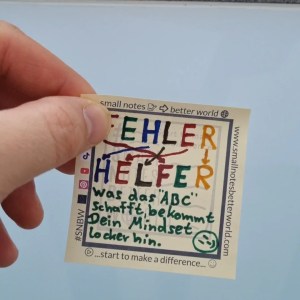 small notes → better world
FEHLER
HELFER
was das "ABC"
schafft, bekommt
Dein Mindset
locker hin.
...start to make a difference...
www.smallnotesbetterworld.com
#SNBW